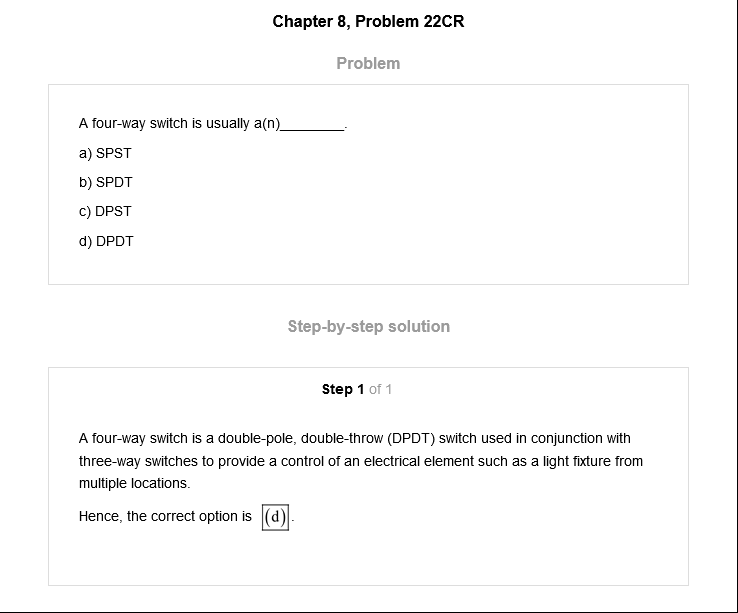 Chapter 8, Problem 22CR
Problem
A four-way switch is usually a(n)________.
a) SPST
b) SPDT
c) DPST
d) DPDT
Step-by-step solution
Step 1 of 1
A four-way switch is a double-pole, double-throw (DPDT) switch used in conjunction with
three-way switches to provide a control of an electrical element such as a light fixture from
multiple locations.
Hence, the correct option is (d).